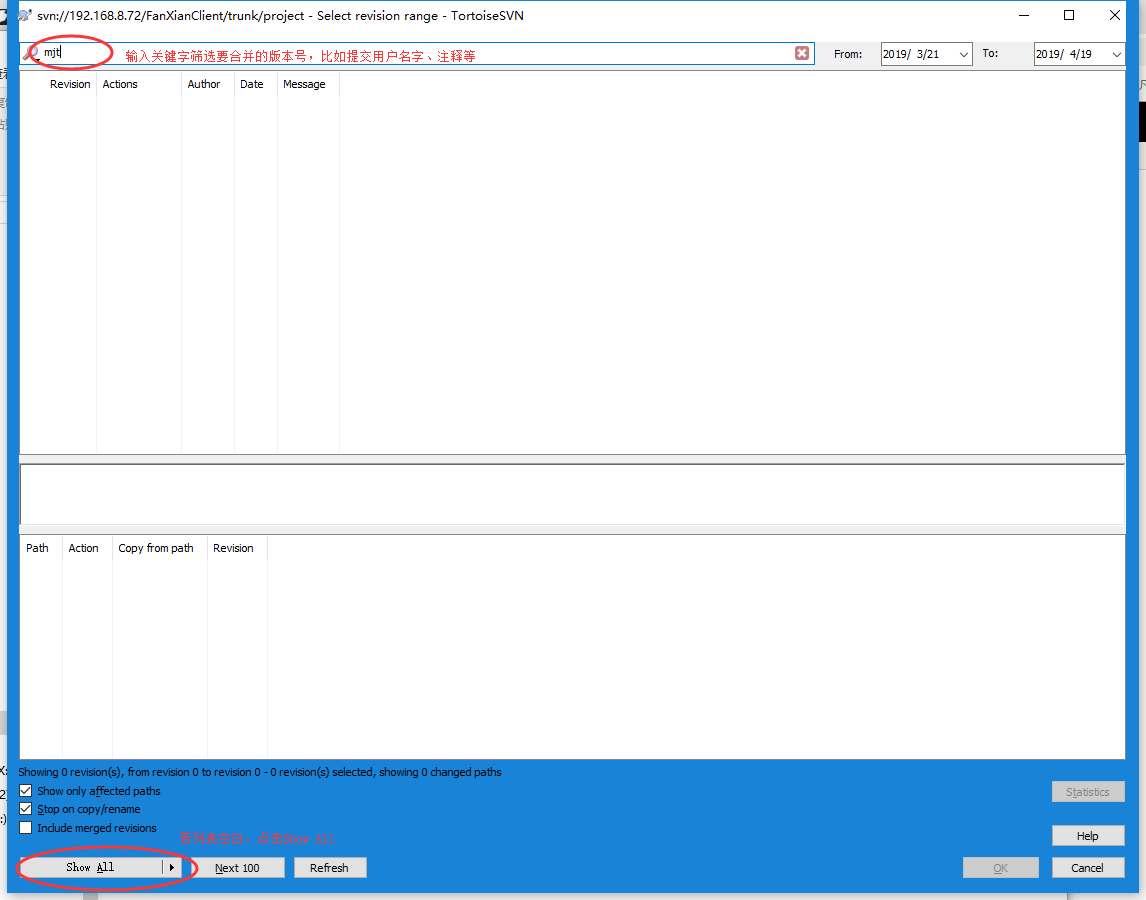 svn://192.168.8.72/FanXianClient/trunk/project - Select revision range - TortoiseSVN
mjt 输入关键字筛选要合并的版本号，比如提交用户名字、注释等 From: 2019/ 3/21 To: 2019/ 4/19
Revision Actions Author Date Message
Path Action Copy from path Revision
Showing 0 revision(s), from revision 0 to revision 0 - 0 revision(s) selected, showing 0 changed paths
Show only affected paths
Statistics
Stop on copy/rename
Include merged revisions
Help
Show All Next 100 Refresh OK Cancel